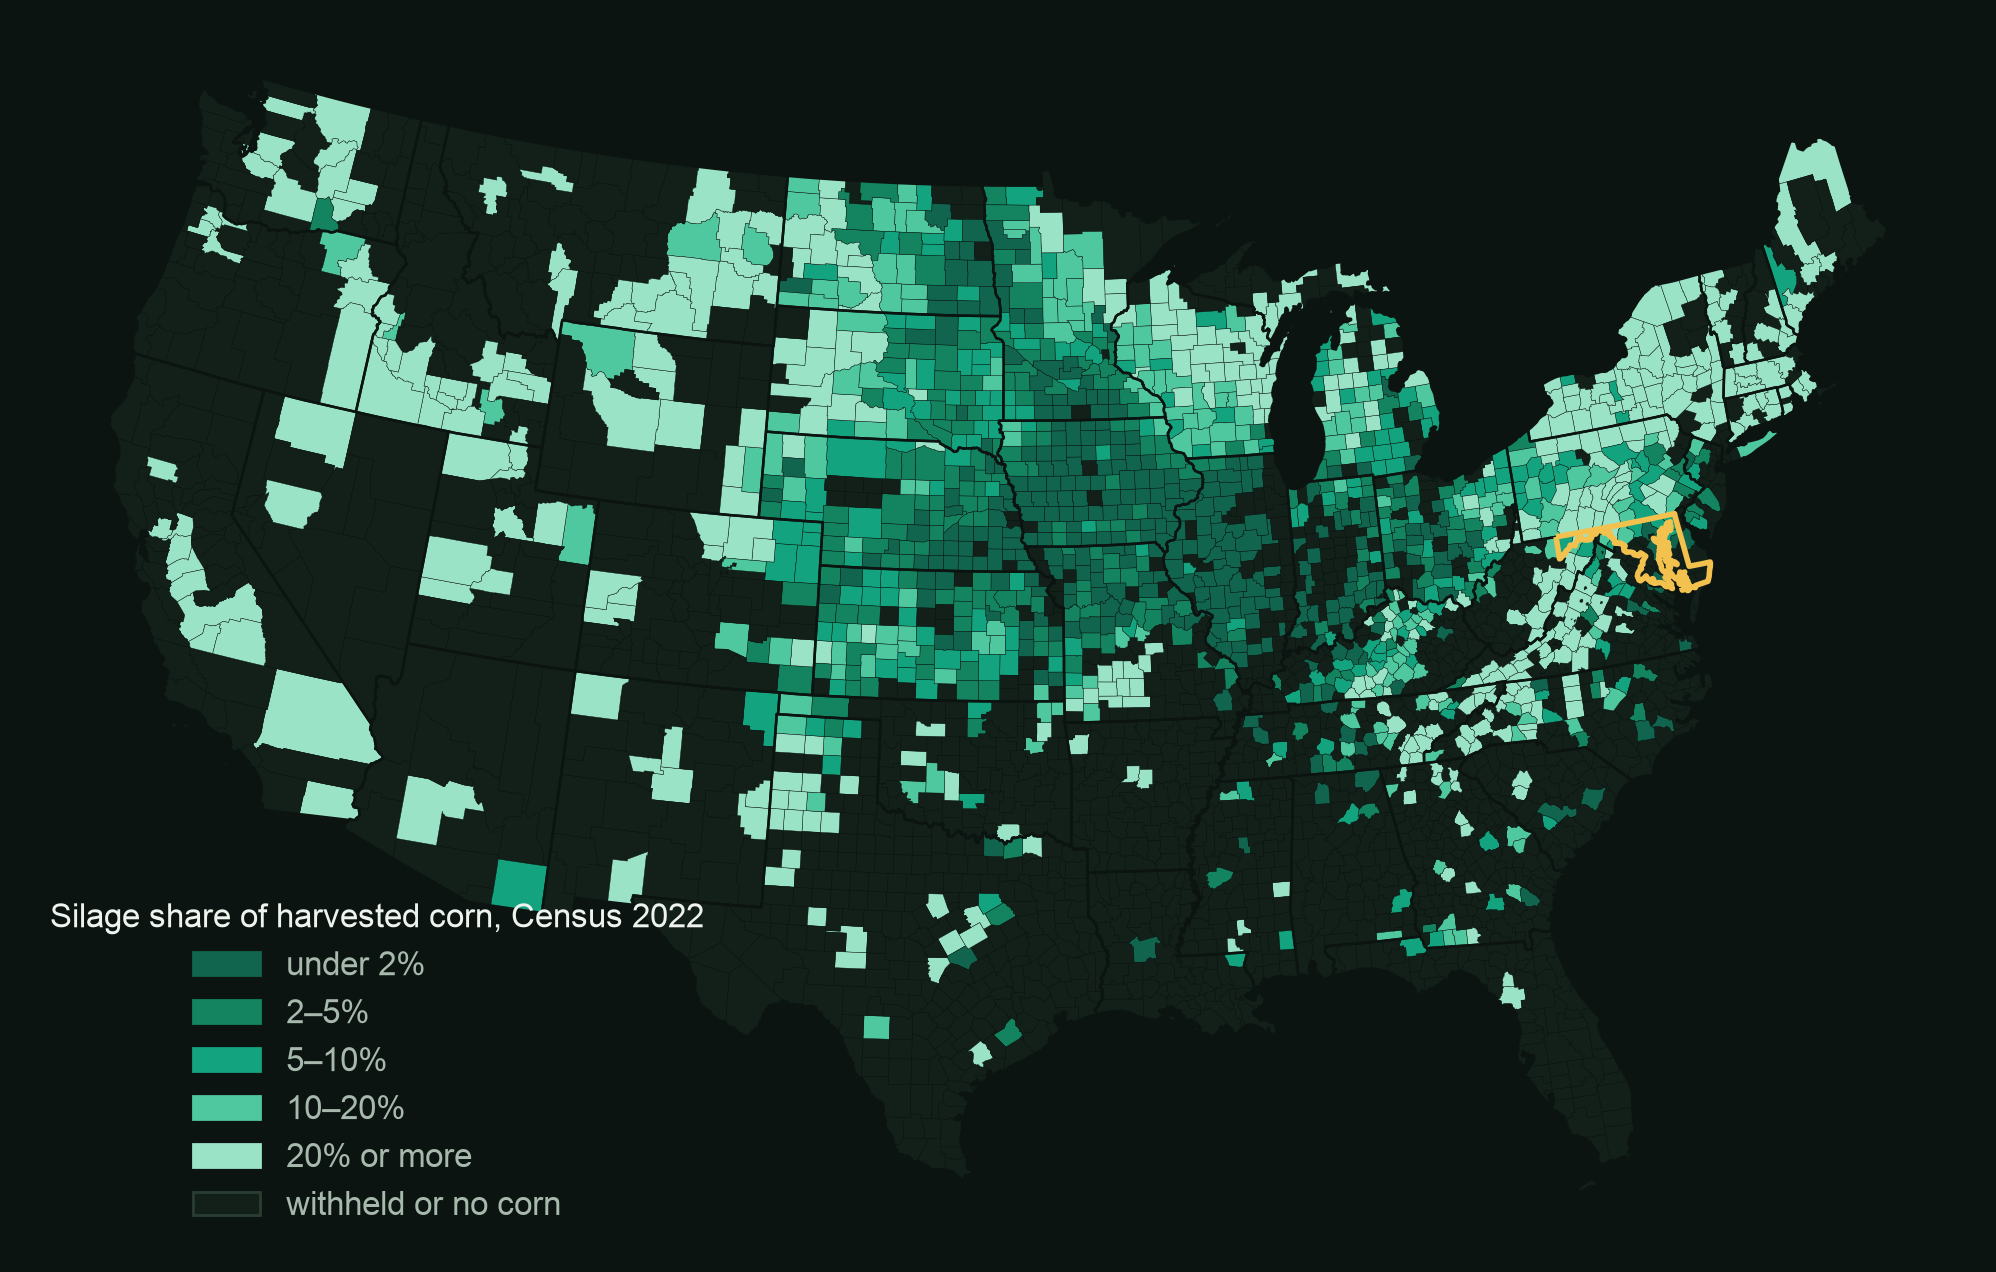 Silage share of harvested corn, Census 2022
under 2%
2–5%
5–10%
10–20%
20% or more
withheld or no corn